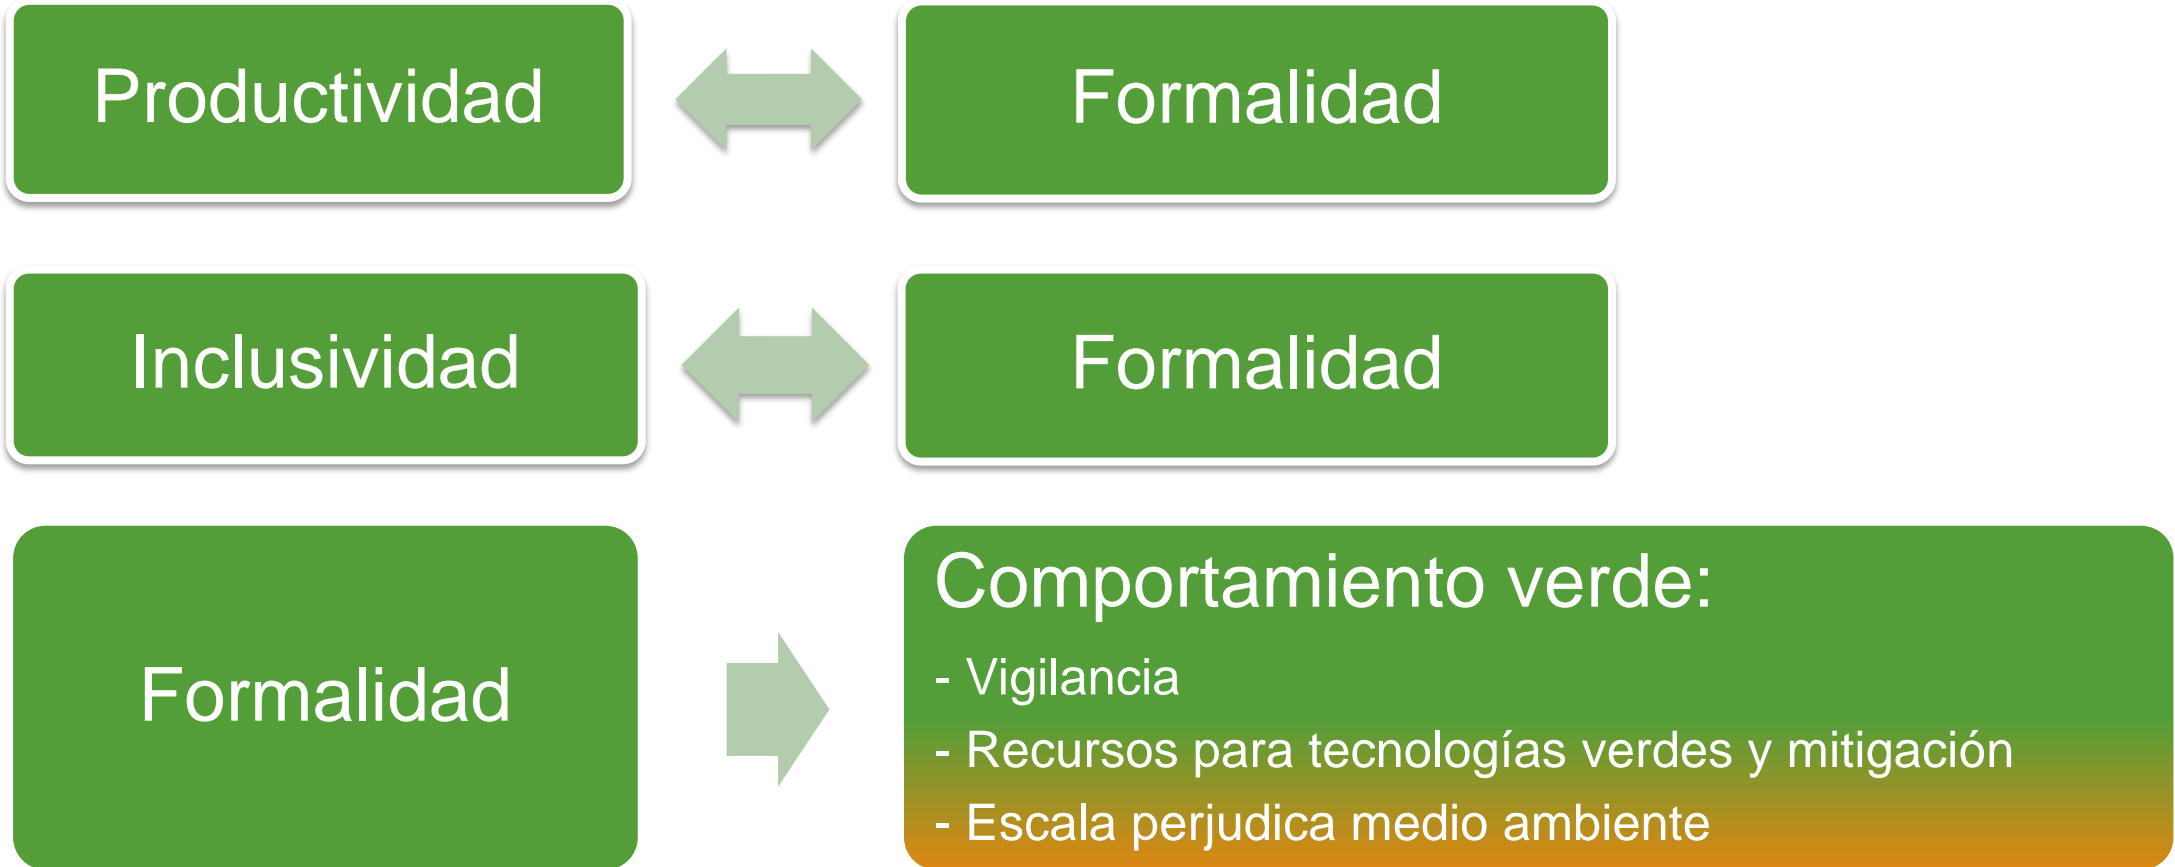 Productividad
Formalidad
Inclusividad
Formalidad
Formalidad
Comportamiento verde:
- Vigilancia
- Recursos para tecnologías verdes y mitigación
- Escala perjudica medio ambiente